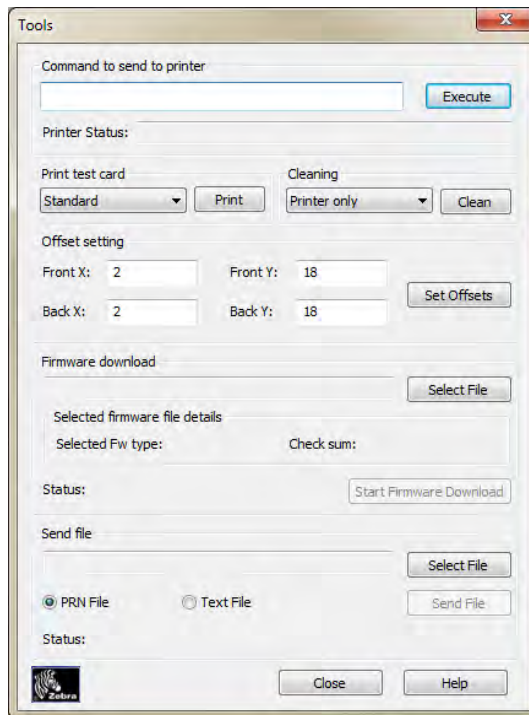 Tools
Command to send to printer
Execute
Printer Status:
Print test card Cleaning
Standard Print Printer only Clean
Offset setting
Front X: 2 Front Y: 18
Set Offsets
Back X: 2 Back Y: 18
Firmware download
Select File
Selected firmware file details
Selected Fw type: Check sum:
Status: Start Firmware Download
Send file
Select File
PRN File Text File Send File
Status:
Zebra Close Help